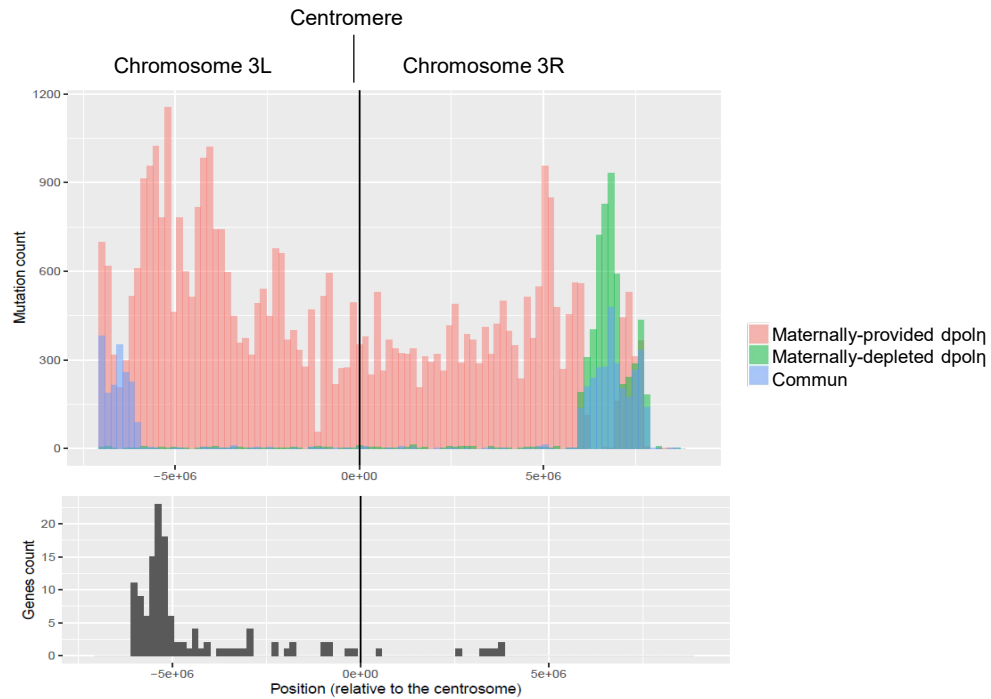 Centromere
Chromosome 3L Chromosome 3R
Mutation count
1200
900
600
300
0
−5e+06 0e+00 5e+06
Maternally-provided dpolη
Maternally-depleted dpolη
Commun
Genes count
20
15
10
5
0
−5e+06 0e+00 5e+06
Position (relative to the centrosome)